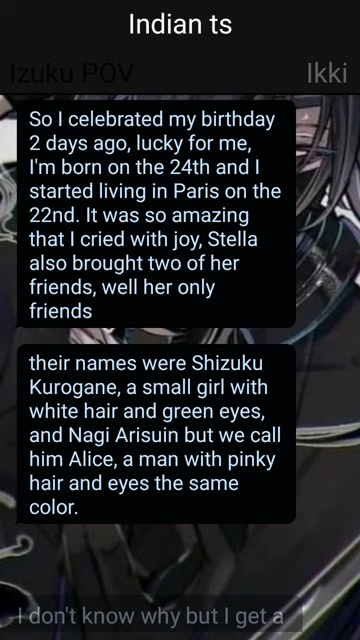 Indian ts
Izuku POV
Ikki
So I celebrated my birthday
2 days ago, lucky for me,
I'm born on the 24th and I
started living in Paris on the
22nd. It was so amazing
that I cried with joy, Stella
also brought two of her
friends, well her only
friends
their names were Shizuku
Kurogane, a small girl with
white hair and green eyes,
and Nagi Arisuin but we call
him Alice, a man with pinky
hair and eyes the same
color.
I don't know why but I get a